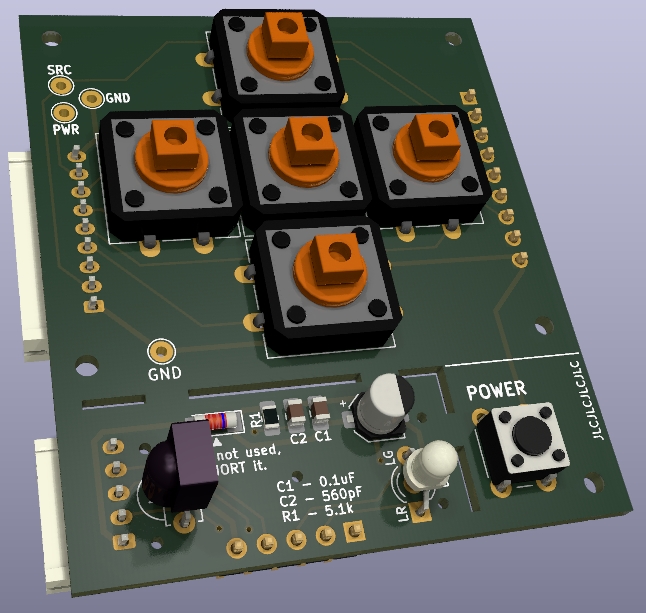 SRC
GND
PWR
GND
POWER
JLCJLCJLCJLC
R1
C2 C1
+
not used,
ORT it.
C1 - 0.1uF
C2 - 560pF
R1 - 5.1k
LG
LR